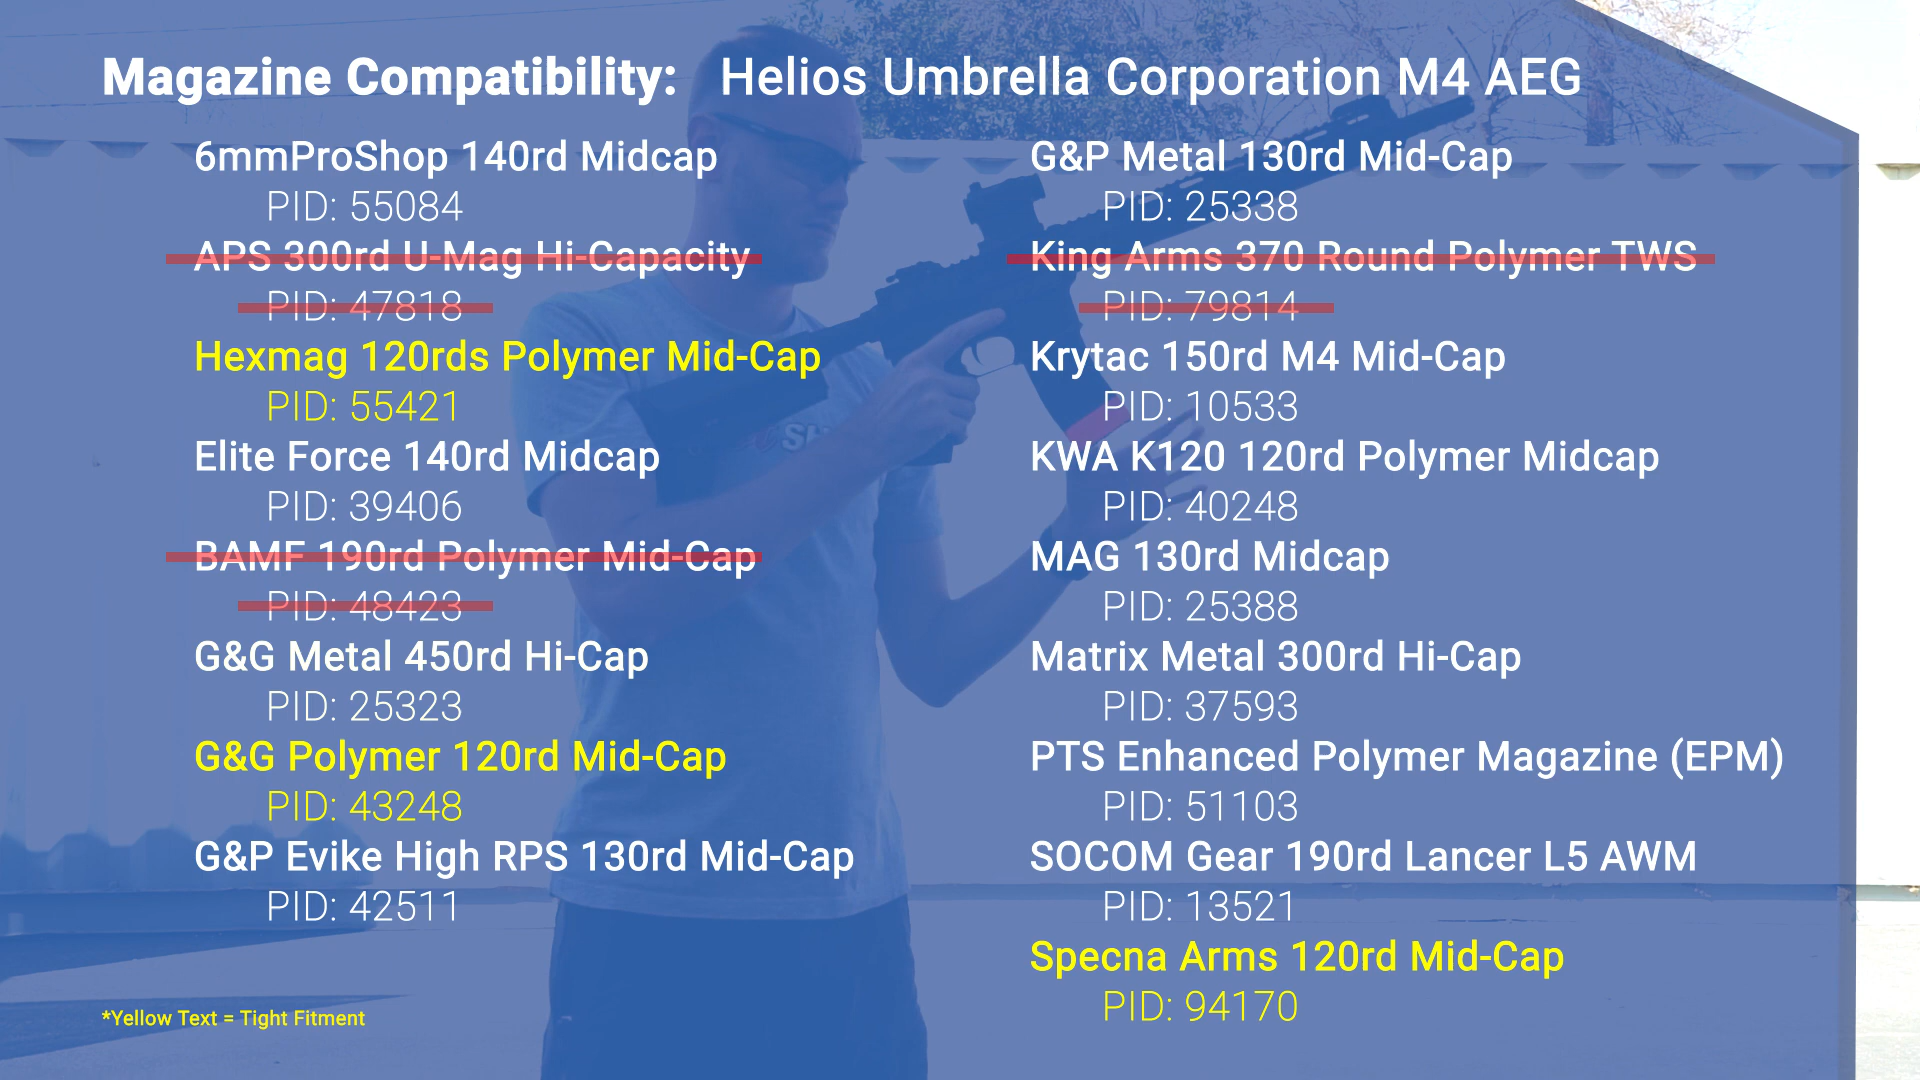 Magazine Compatibility: Helios Umbrella Corporation M4 AEG
6mmProShop 140rd Midcap
PID: 55084
APS 300rd U-Mag Hi-Capacity
PID: 47818
Hexmag 120rds Polymer Mid-Cap
PID: 55421
Elite Force 140rd Midcap
PID: 39406
BAMF 190rd Polymer Mid-Cap
PID: 48423
G&G Metal 450rd Hi-Cap
PID: 25323
G&G Polymer 120rd Mid-Cap
PID: 43248
G&P Evike High RPS 130rd Mid-Cap
PID: 42511
*Yellow Text = Tight Fitment
G&P Metal 130rd Mid-Cap
PID: 25338
King Arms 370 Round Polymer TWS
PID: 79814
Krytac 150rd M4 Mid-Cap
PID: 10533
KWA K120 120rd Polymer Midcap
PID: 40248
MAG 130rd Midcap
PID: 25388
Matrix Metal 300rd Hi-Cap
PID: 37593
PTS Enhanced Polymer Magazine (EPM)
PID: 51103
SOCOM Gear 190rd Lancer L5 AWM
PID: 13521
Specna Arms 120rd Mid-Cap
PID: 94170